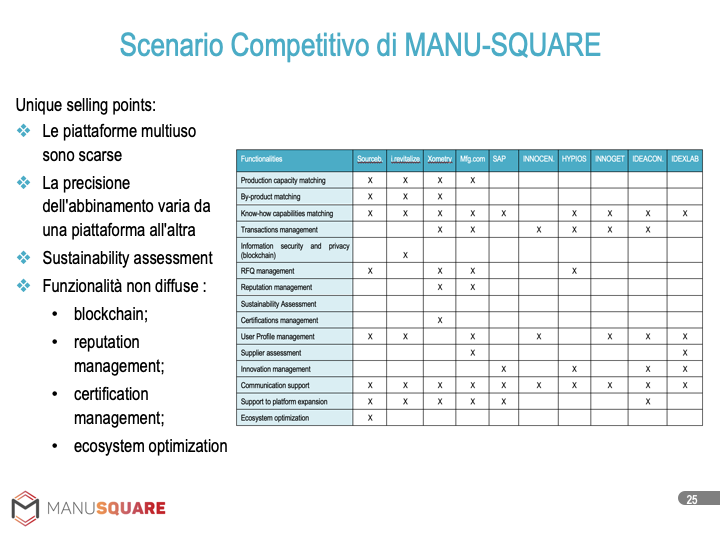 Scenario Competitivo di MANU-SQUARE
Unique selling points:
❖ Le piattaforme multiuso
sono scarse
❖ La precisione
dell'abbinamento varia da
una piattaforma all'altra
❖ Sustainability assessment
❖ Funzionalità non diffuse :
• blockchain;
• reputation
management;
• certification
management;
• ecosystem optimization
Functionalities Sourceb. i.revitalize Xometry Mfg.com SAP INNOCEN. HYPIOS INNOGET IDEACON. IDEXLAB
Production capacity matching X X X X
By-product matching X X X
Know-how capabilities matching X X X X X X X X X
Transactions management X X X X X X
Information security and privacy
(blockchain) X
RFQ management X X X X
Reputation management X X
Sustainability Assessment
Certifications management X
User Profile management X X X X X X X
Supplier assessment X X
Innovation management X X X X
Communication support X X X X X X X X X X
Support to platform expansion X X X X X X
Ecosystem optimization X
MANUSQUARE
25